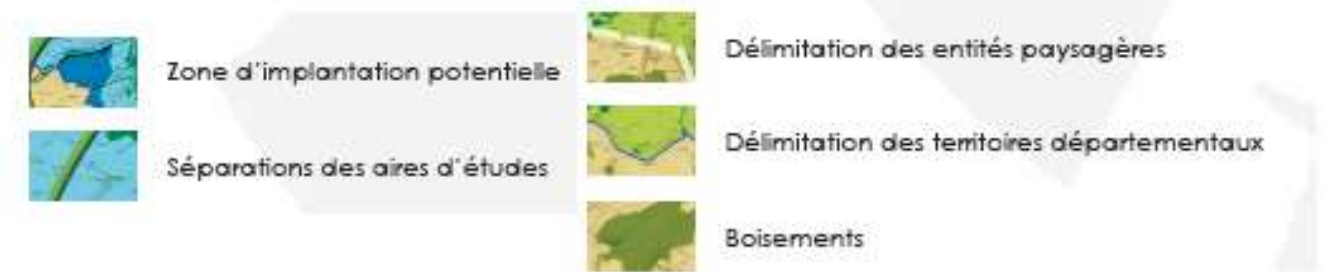 Zone d'implantation potentielle
Séparations des aires d'études
Délimitation des entités paysagères
Délimitation des territoires départementaux
Boisements